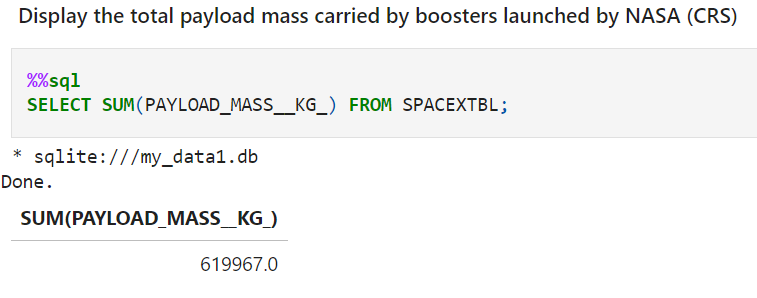 Display the total payload mass carried by boosters launched by NASA (CRS)
%%sql
SELECT SUM(PAYLOAD_MASS__KG_) FROM SPACEXTBL;
* sqlite:///my_data1.db
Done.
SUM(PAYLOAD_MASS__KG_)
619967.0